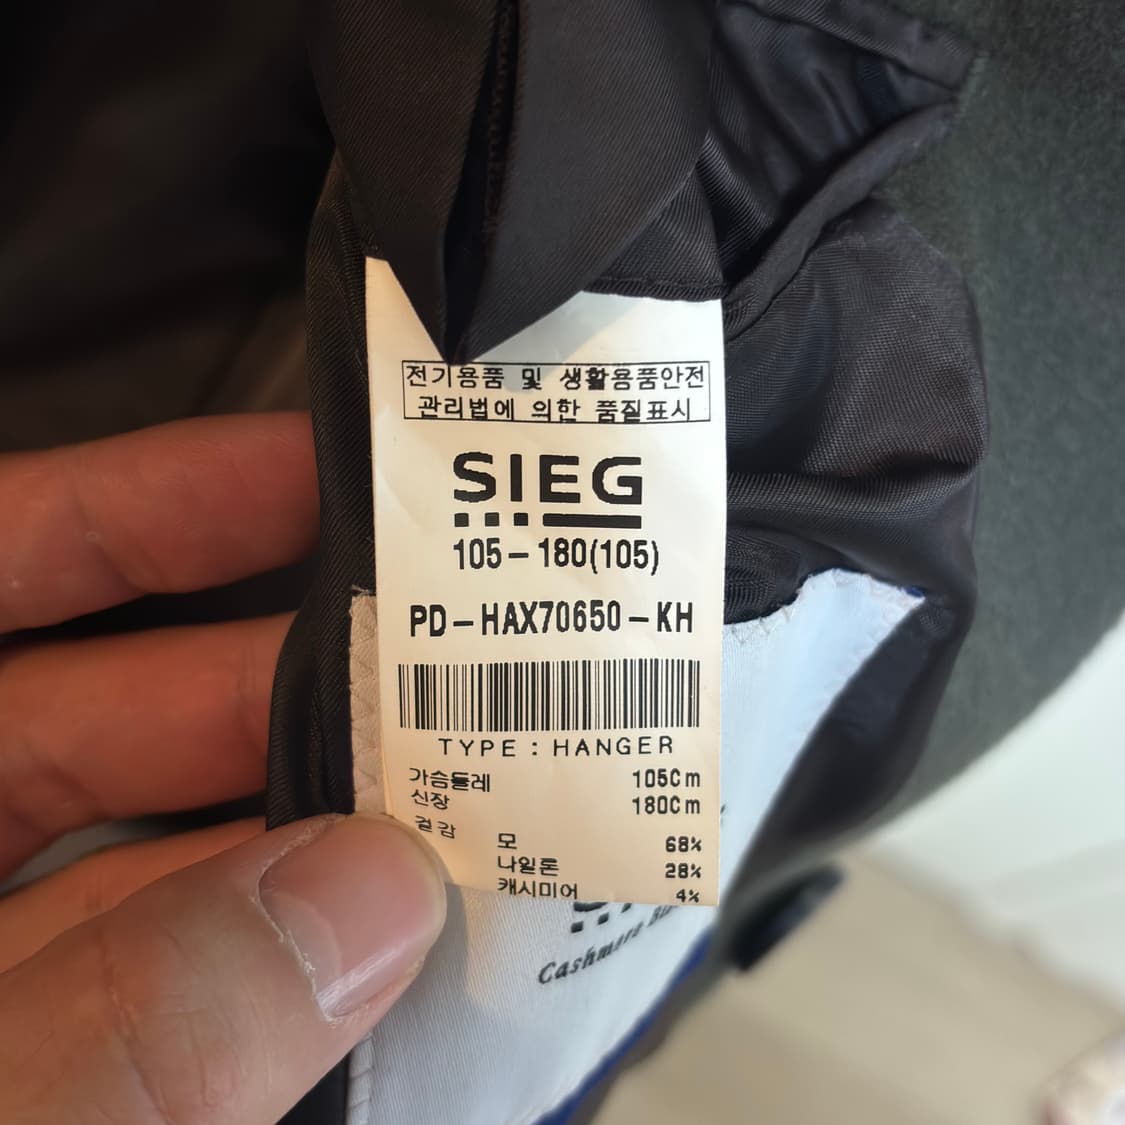 전기용품 및 생활용품안전
관리법에 의한 품질표시
SIEG
105-180(105)
PD-HAX70650-KH
TYPE : HANGER
가슴둘레 105Cm
신장 180Cm
겉감 모 68%
나일론 28%
캐시미어 4%
Cashmere